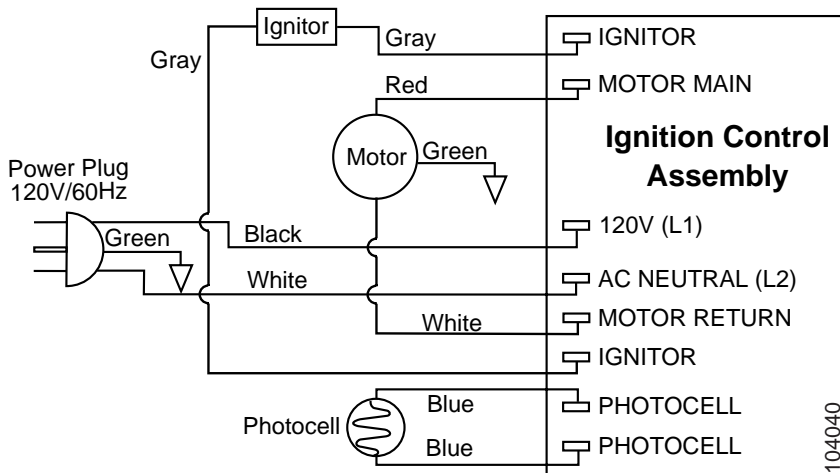 Ignitor
Gray
Gray
IGNITOR
Red
MOTOR MAIN
Ignition Control
Assembly
Motor
Green
Power Plug
120V/60Hz
Green
Black
120V (L1)
White
AC NEUTRAL (L2)
White
MOTOR RETURN
IGNITOR
Blue
PHOTOCELL
Photocell
Blue
PHOTOCELL
104040